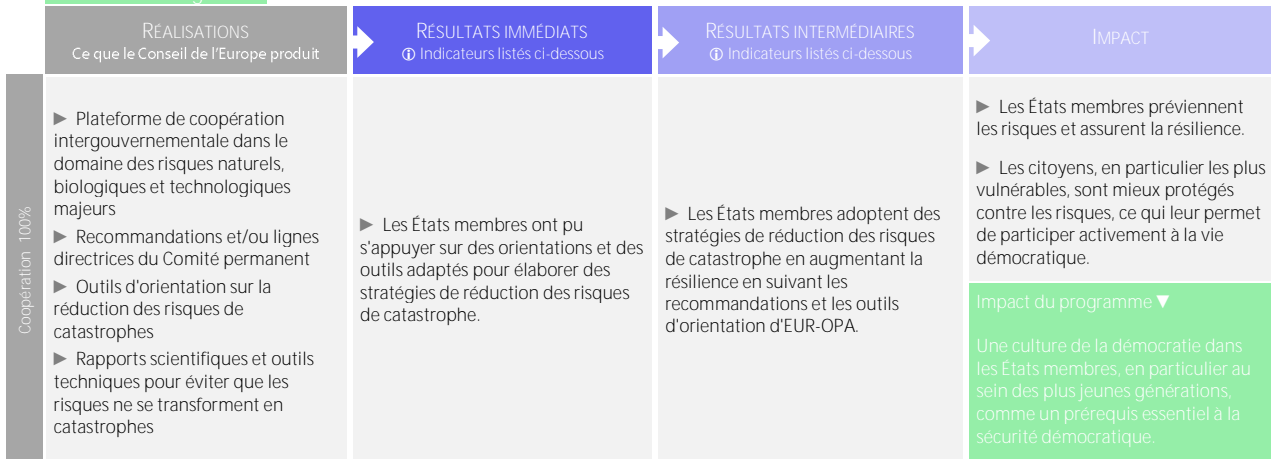 RÉALISATIONS
Ce que le Conseil de l'Europe produit
RÉSULTATS IMMÉDIATS
🛈 Indicateurs listés ci-dessous
RÉSULTATS INTERMÉDIAIRES
🛈 Indicateurs listés ci-dessous
IMPACT
Coopération 100%
► Plateforme de coopération
intergouvernementale dans le
domaine des risques naturels,
biologiques et technologiques
majeurs
► Recommandations et/ou lignes
directrices du Comité permanent
► Outils d'orientation sur la
réduction des risques de
catastrophes
► Rapports scientifiques et outils
techniques pour éviter que les
risques ne se transforment en
catastrophes
► Les États membres ont pu
s'appuyer sur des orientations et des
outils adaptés pour élaborer des
stratégies de réduction des risques
de catastrophe.
► Les États membres adoptent des
stratégies de réduction des risques
de catastrophe en augmentant la
résilience en suivant les
recommandations et les outils
d'orientation d'EUR-OPA.
► Les États membres préviennent
les risques et assurent la résilience.
► Les citoyens, en particulier les plus
vulnérables, sont mieux protégés
contre les risques, ce qui leur permet
de participer activement à la vie
démocratique.
Impact du programme ▼
Une culture de la démocratie dans
les États membres, en particulier au
sein des plus jeunes générations,
comme un prérequis essentiel à la
sécurité démocratique.